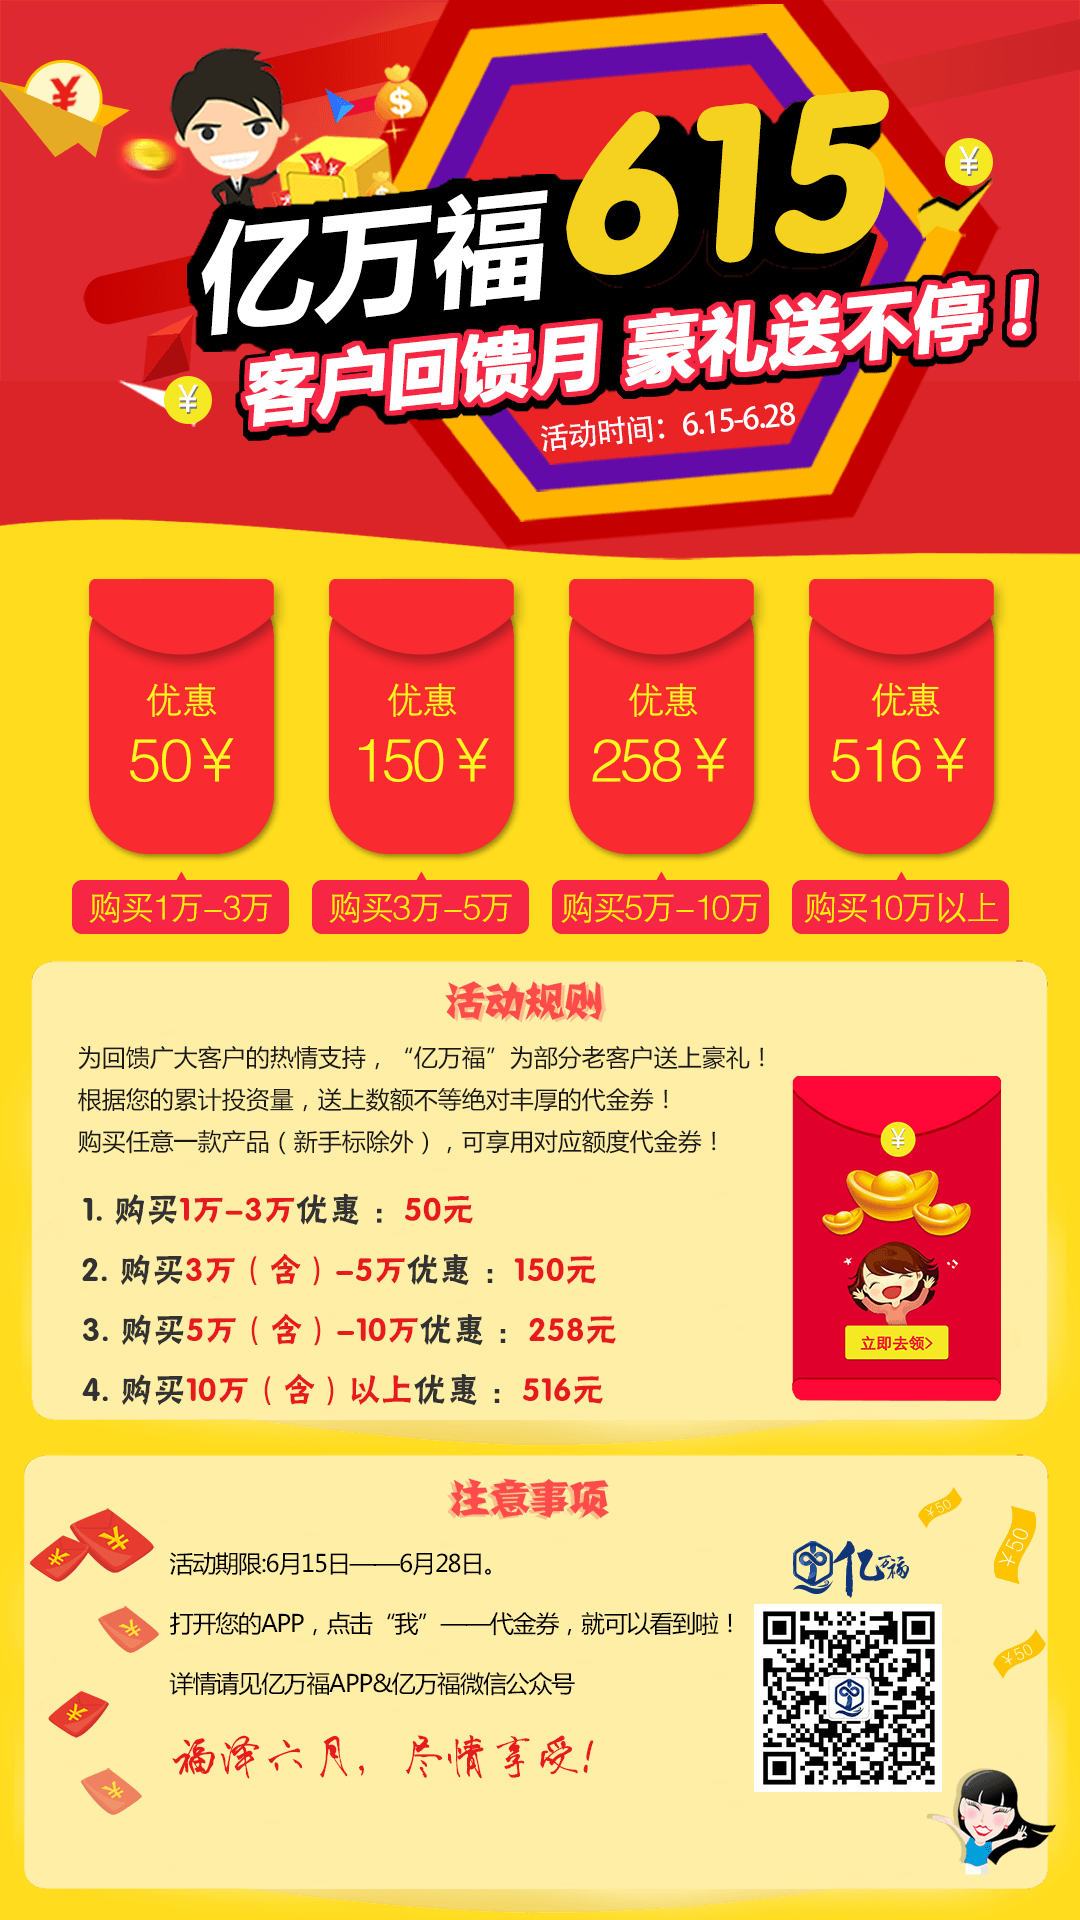 亿万福615
客户回馈月 豪礼送不停！
活动时间：6.15-6.28
优惠 优惠 优惠 优惠
50￥ 150￥ 258￥ 516￥
购买1万-3万 购买3万-5万 购买5万-10万 购买10万以上
活动规则
为回馈广大客户的热情支持，“亿万福”为部分老客户送上豪礼！
根据您的累计投资量，送上数额不等绝对丰厚的代金券！
购买任意一款产品（新手标除外），可享用对应额度代金券！
1. 购买1万-3万优惠 ：50元
2. 购买3万（含）-5万优惠 ：150元
3. 购买5万（含）-10万优惠 ：258元
4. 购买10万（含）以上优惠 ：516元
￥
立即去领>
注意事项
活动期限:6月15日——6月28日。
打开您的APP，点击“我”——代金券，就可以看到啦！
详情请见亿万福APP&亿万福微信公众号
福泽六月，尽情享受！
亿万福
￥50
￥50
￥50